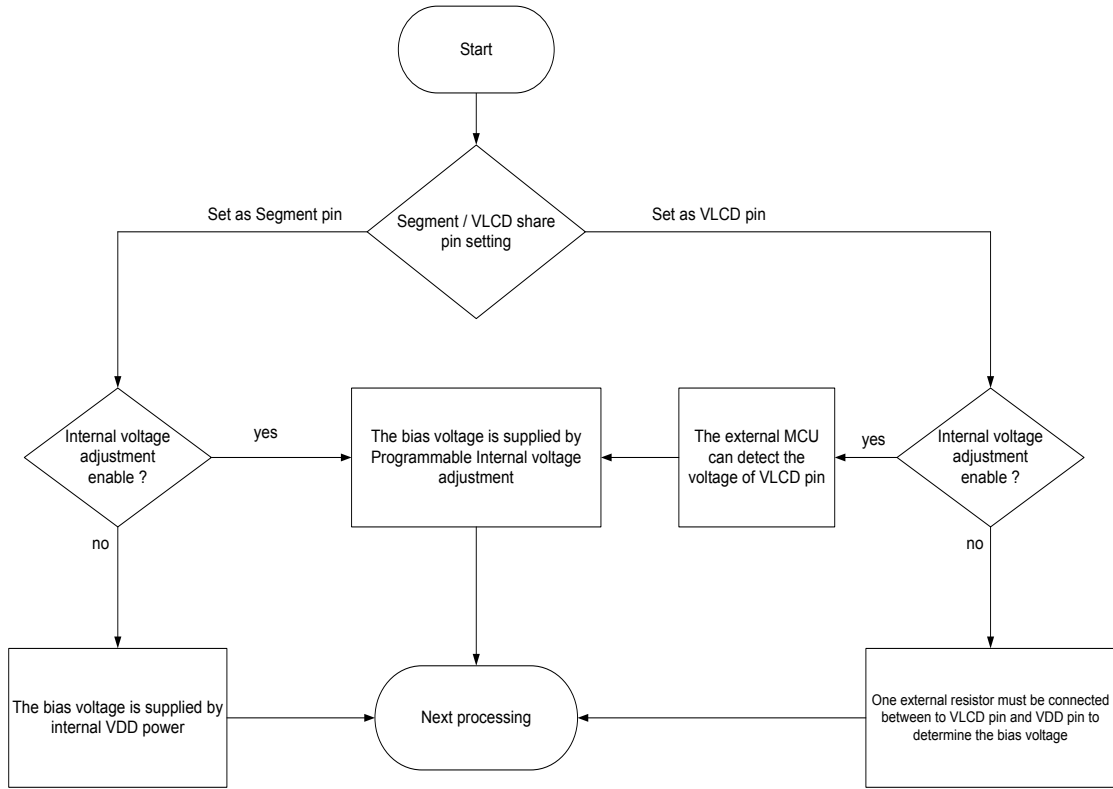 Start
Set as Segment pin
Segment / VLCD share
pin setting
Set as VLCD pin
Internal voltage
adjustment
enable ?
yes
The bias voltage is supplied by
Programmable Internal voltage
adjustment
The external MCU
can detect the
voltage of VLCD pin
yes
Internal voltage
adjustment
enable ?
no
no
The bias voltage is supplied by
internal VDD power
Next processing
One external resistor must be connected
between to VLCD pin and VDD pin to
determine the bias voltage